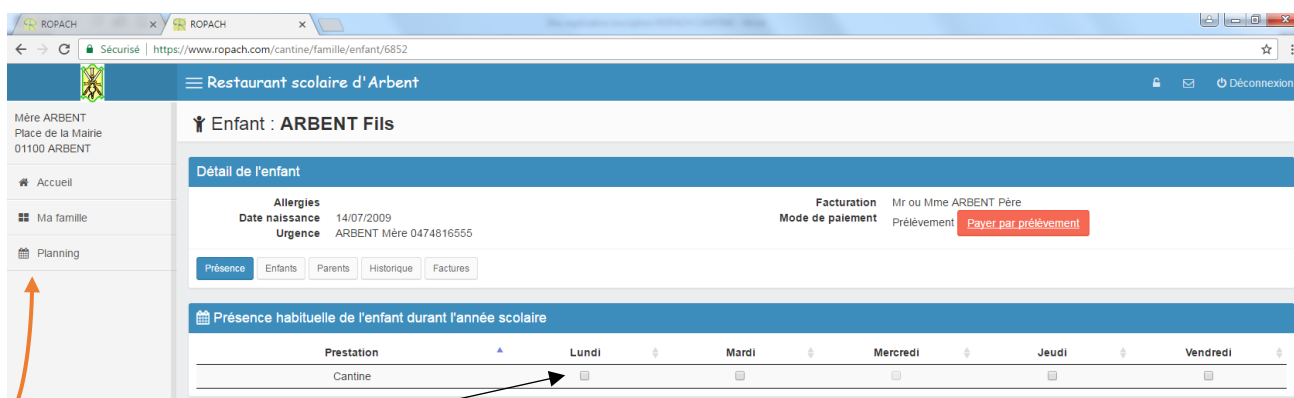 ROPACH
ROPACH
Sécurisé
https://www.ropach.com/cantine/famille/enfant/6852
Restaurant scolaire d'Arbent
Déconnexion
Mère ARBENT
Place de la Mairie
01100 ARBENT
Accueil
Ma famille
Planning
Enfant : ARBENT Fils
Détail de l'enfant
Allergies
Date naissance 14/07/2009
Urgence ARBENT Mère 0474816555
Facturation Mr ou Mme ARBENT Père
Mode de paiement Prélèvement Payer par prélèvement
Présence Enfants Parents Historique Factures
Présence habituelle de l'enfant durant l'année scolaire
Prestation Lundi Mardi Mercredi Jeudi Vendredi
Cantine